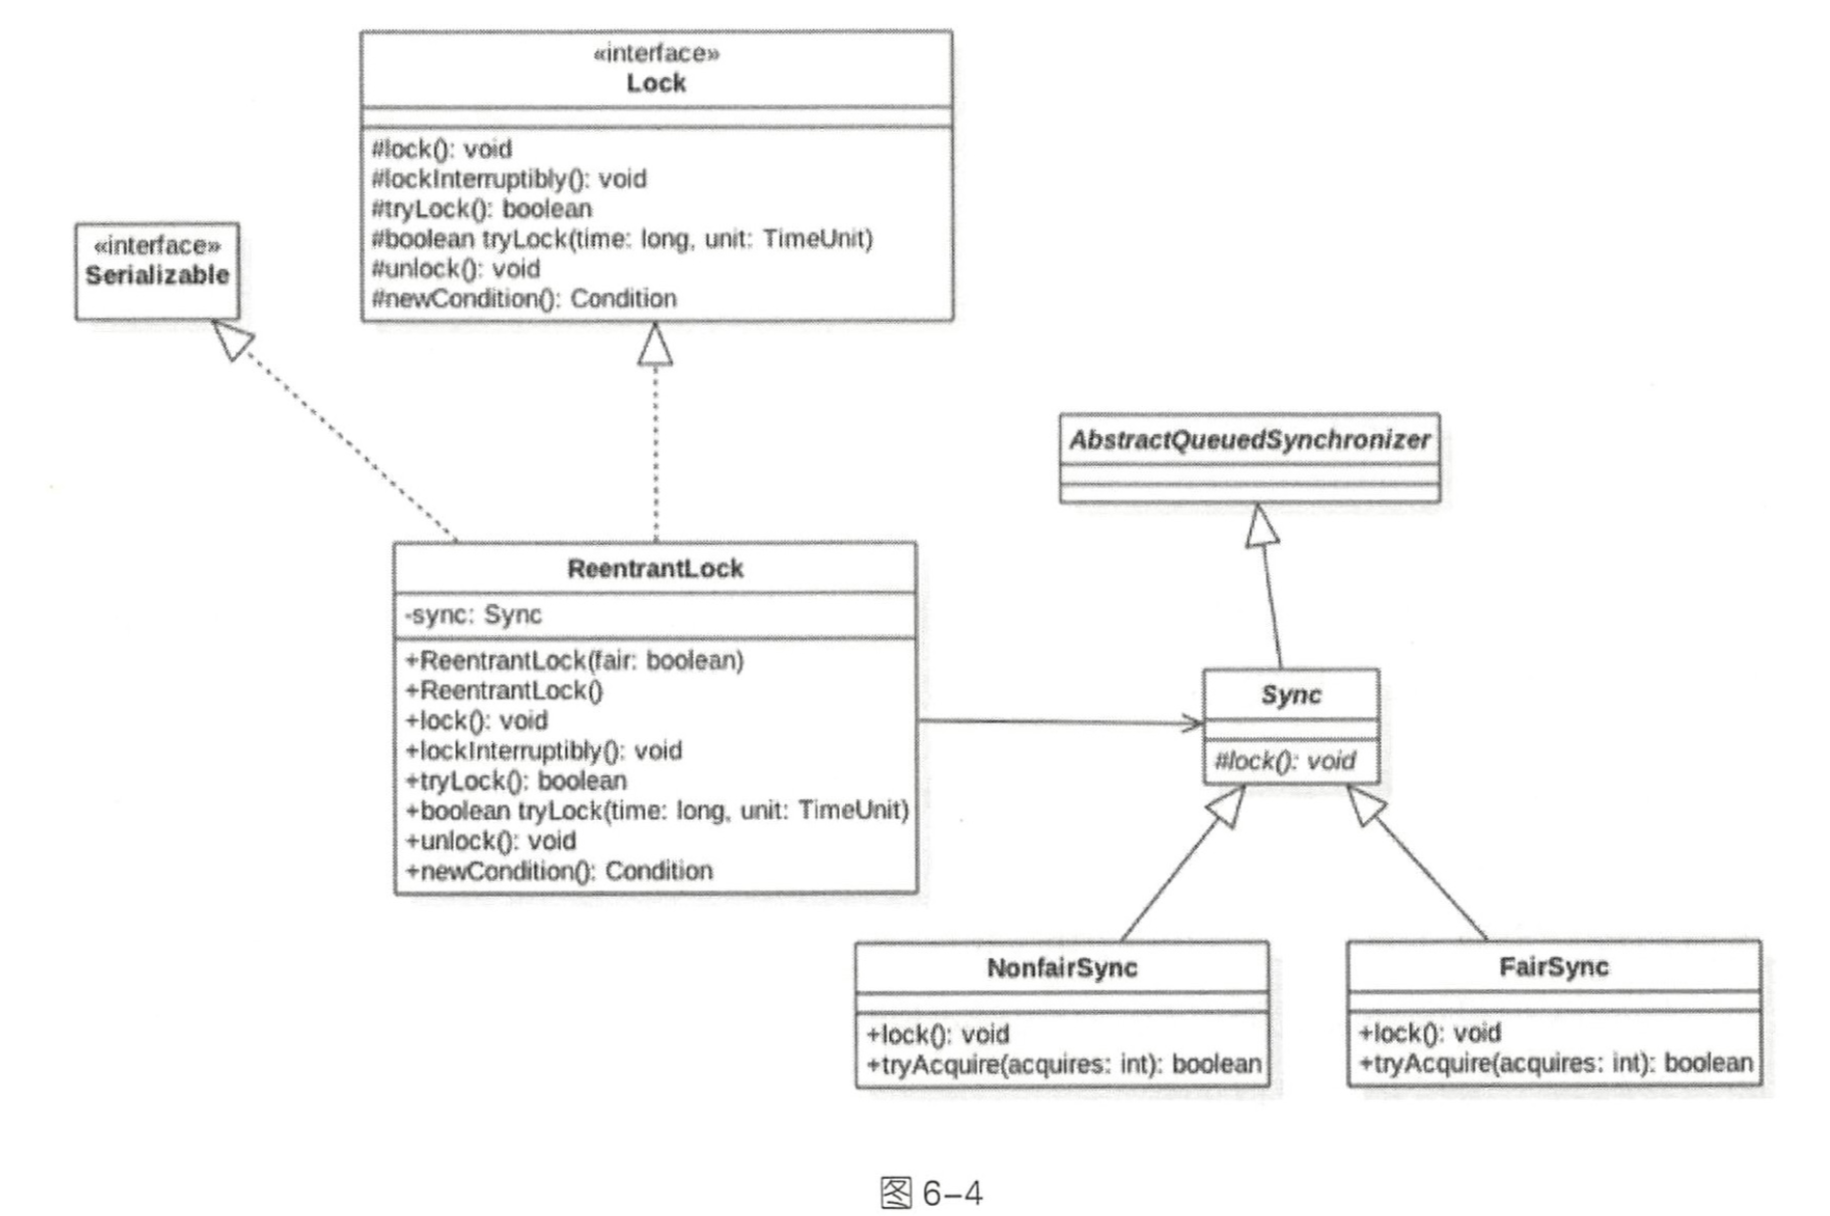 «interface»
Lock
#lock(): void
#lockInterruptibly(): void
#tryLock(): boolean
#boolean tryLock(time: long, unit: TimeUnit)
#unlock(): void
#newCondition(): Condition
«interface»
Serializable
AbstractQueuedSynchronizer
ReentrantLock
-sync: Sync
+ReentrantLock(fair: boolean)
+ReentrantLock()
+lock(): void
+lockInterruptibly(): void
+tryLock(): boolean
+boolean tryLock(time: long, unit: TimeUnit)
+unlock(): void
+newCondition(): Condition
Sync
#lock(): void
NonfairSync
+lock(): void
+tryAcquire(acquires: int): boolean
FairSync
+lock(): void
+tryAcquire(acquires: int): boolean
图 6-4